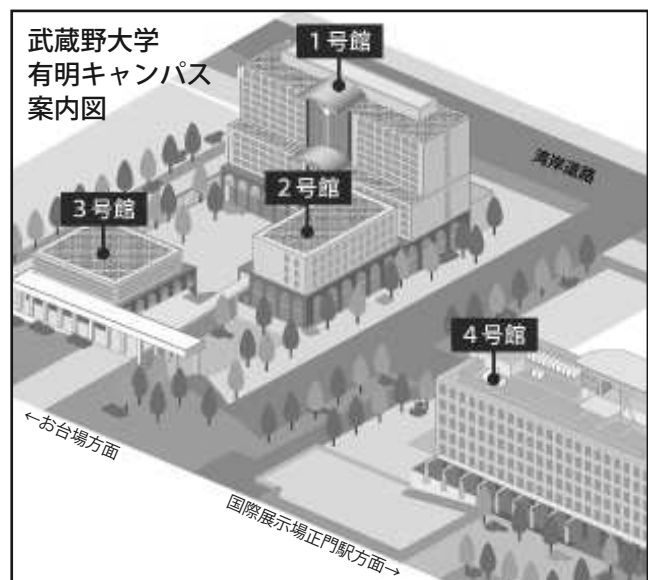 武蔵野大学
有明キャンパス
案内図
1号館
湾岸道路
2号館
3号館
4号館
←お台場方面
国際展示場正門駅方面→